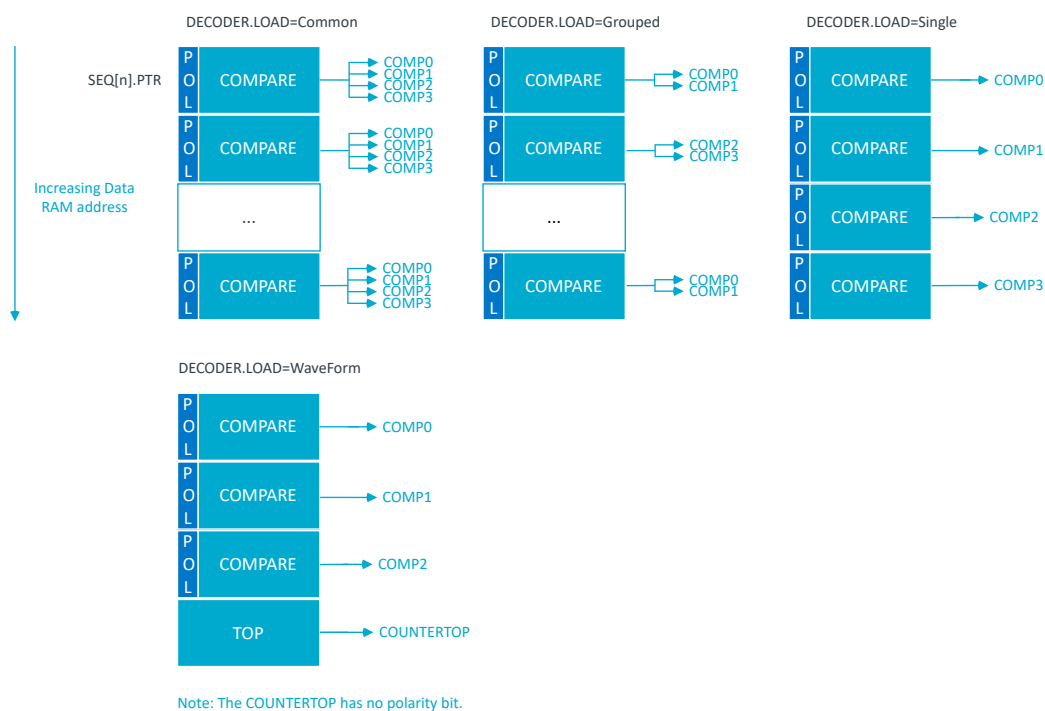 DECODER.LOAD=Common
DECODER.LOAD=Grouped
DECODER.LOAD=Single
SEQ[n].PTR
Increasing Data
RAM address
P
O
L
COMPARE
COMP0
COMP1
COMP2
COMP3
P
O
L
COMPARE
COMP0
COMP1
COMP2
COMP3
...
P
O
L
COMPARE
COMP0
COMP1
COMP2
COMP3
P
O
L
COMPARE
COMP0
COMP1
P
O
L
COMPARE
COMP2
COMP3
...
P
O
L
COMPARE
COMP0
COMP1
P
O
L
COMPARE
COMP0
P
O
L
COMPARE
COMP1
P
O
L
COMPARE
COMP2
P
O
L
COMPARE
COMP3
DECODER.LOAD=WaveForm
P
O
L
COMPARE
COMP0
P
O
L
COMPARE
COMP1
P
O
L
COMPARE
COMP2
TOP
COUNTERTOP
Note: The COUNTERTOP has no polarity bit.